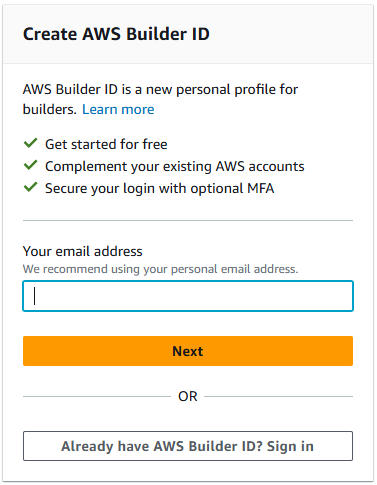 Create AWS Builder ID
AWS Builder ID is a new personal profile for
builders. Learn more
Get started for free
Complement your existing AWS accounts
Secure your login with optional MFA
Your email address
We recommend using your personal email address.
Next
OR
Already have AWS Builder ID? Sign in